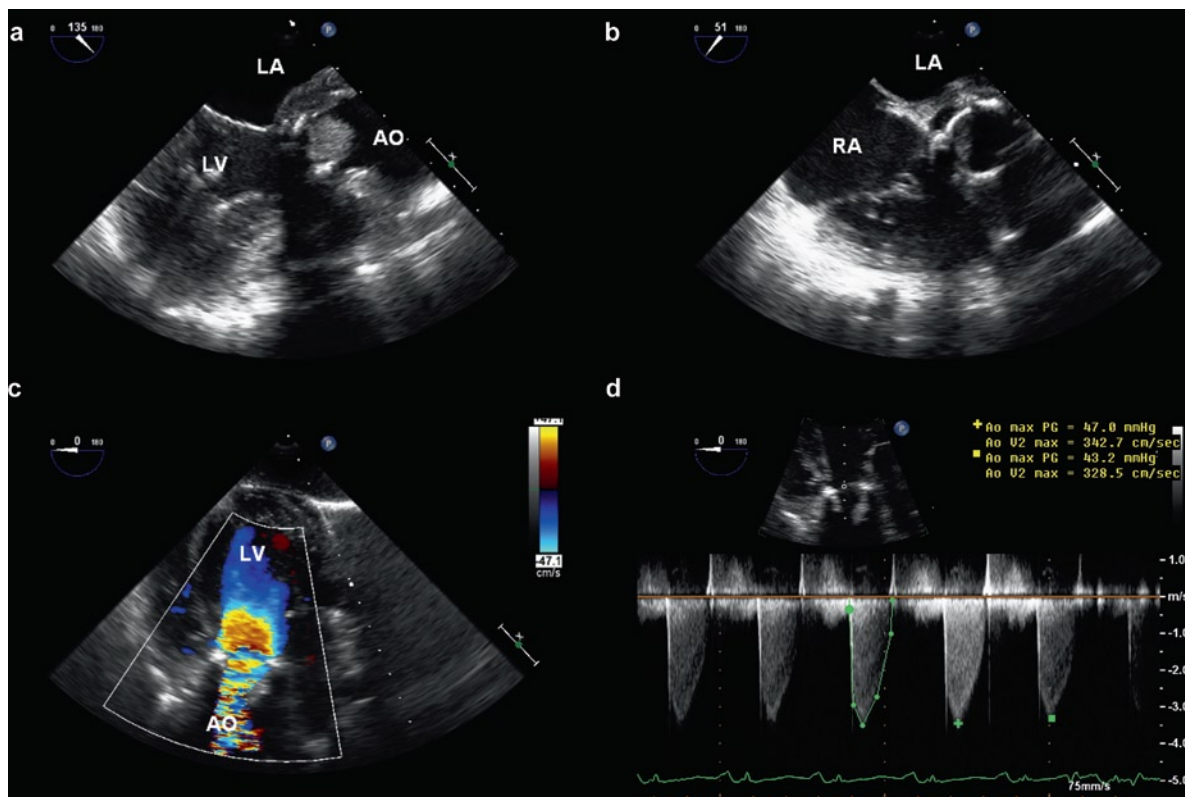 a
0 135 180
P
LA
AO
LV
b
0 51 180
P
LA
RA
c
0 0 180
P
LV
AO
-47.1
cm/s
d
0 0 180
P
Ao max PG = 47.0 mmHg
Ao V2 max = 342.7 cm/sec
Ao max PG = 43.2 mmHg
Ao V2 max = 328.5 cm/sec
1.0
m/s
-1.0
-2.0
-3.0
-4.0
-5.0
75mm/s